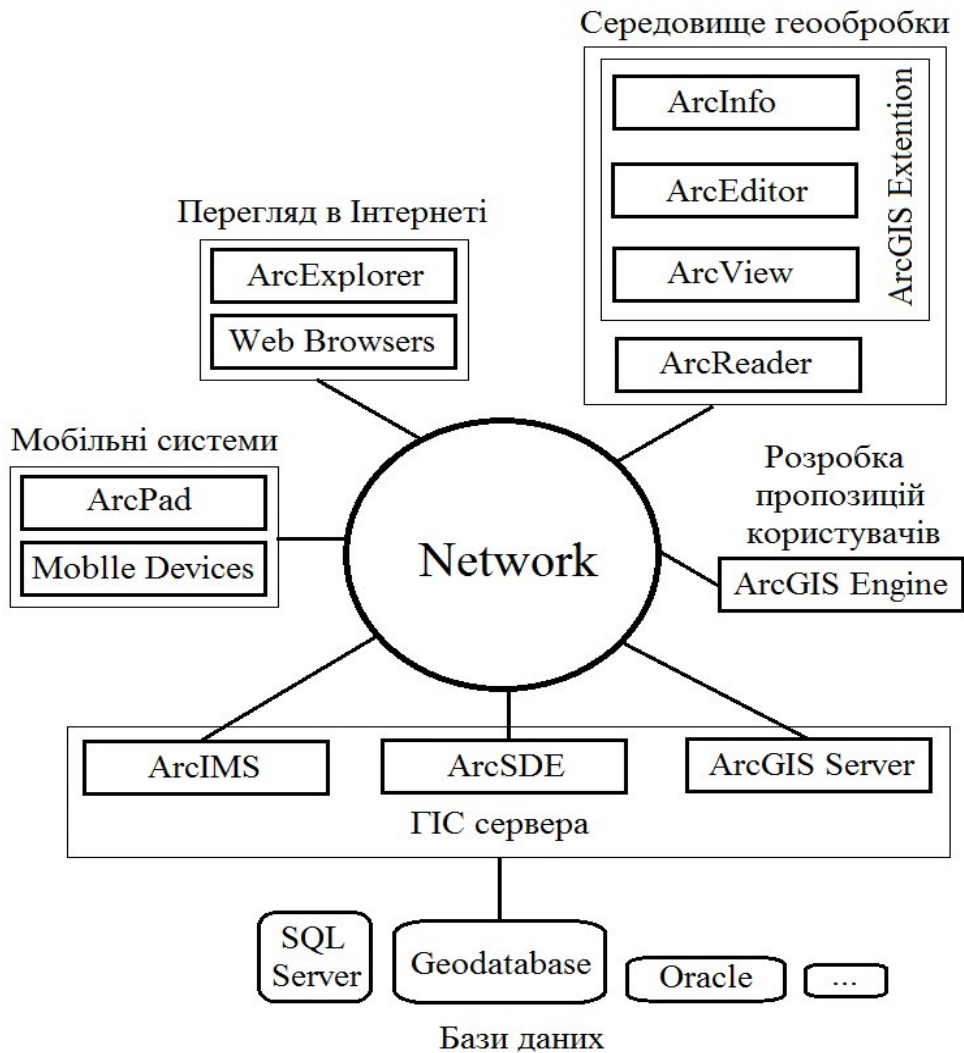 Середовище геообробки
ArcInfo
ArcEditor
ArcView
ArcGIS Extention
ArcReader
Перегляд в Інтернеті
ArcExplorer
Web Browsers
Мобільні системи
ArcPad
Moblle Devices
Розробка
пропозицій
користувачів
ArcGIS Engine
Network
ArcIMS
ArcSDE
ArcGIS Server
ГІС сервера
SQL
Server
Geodatabase
Oracle
...
Бази даних